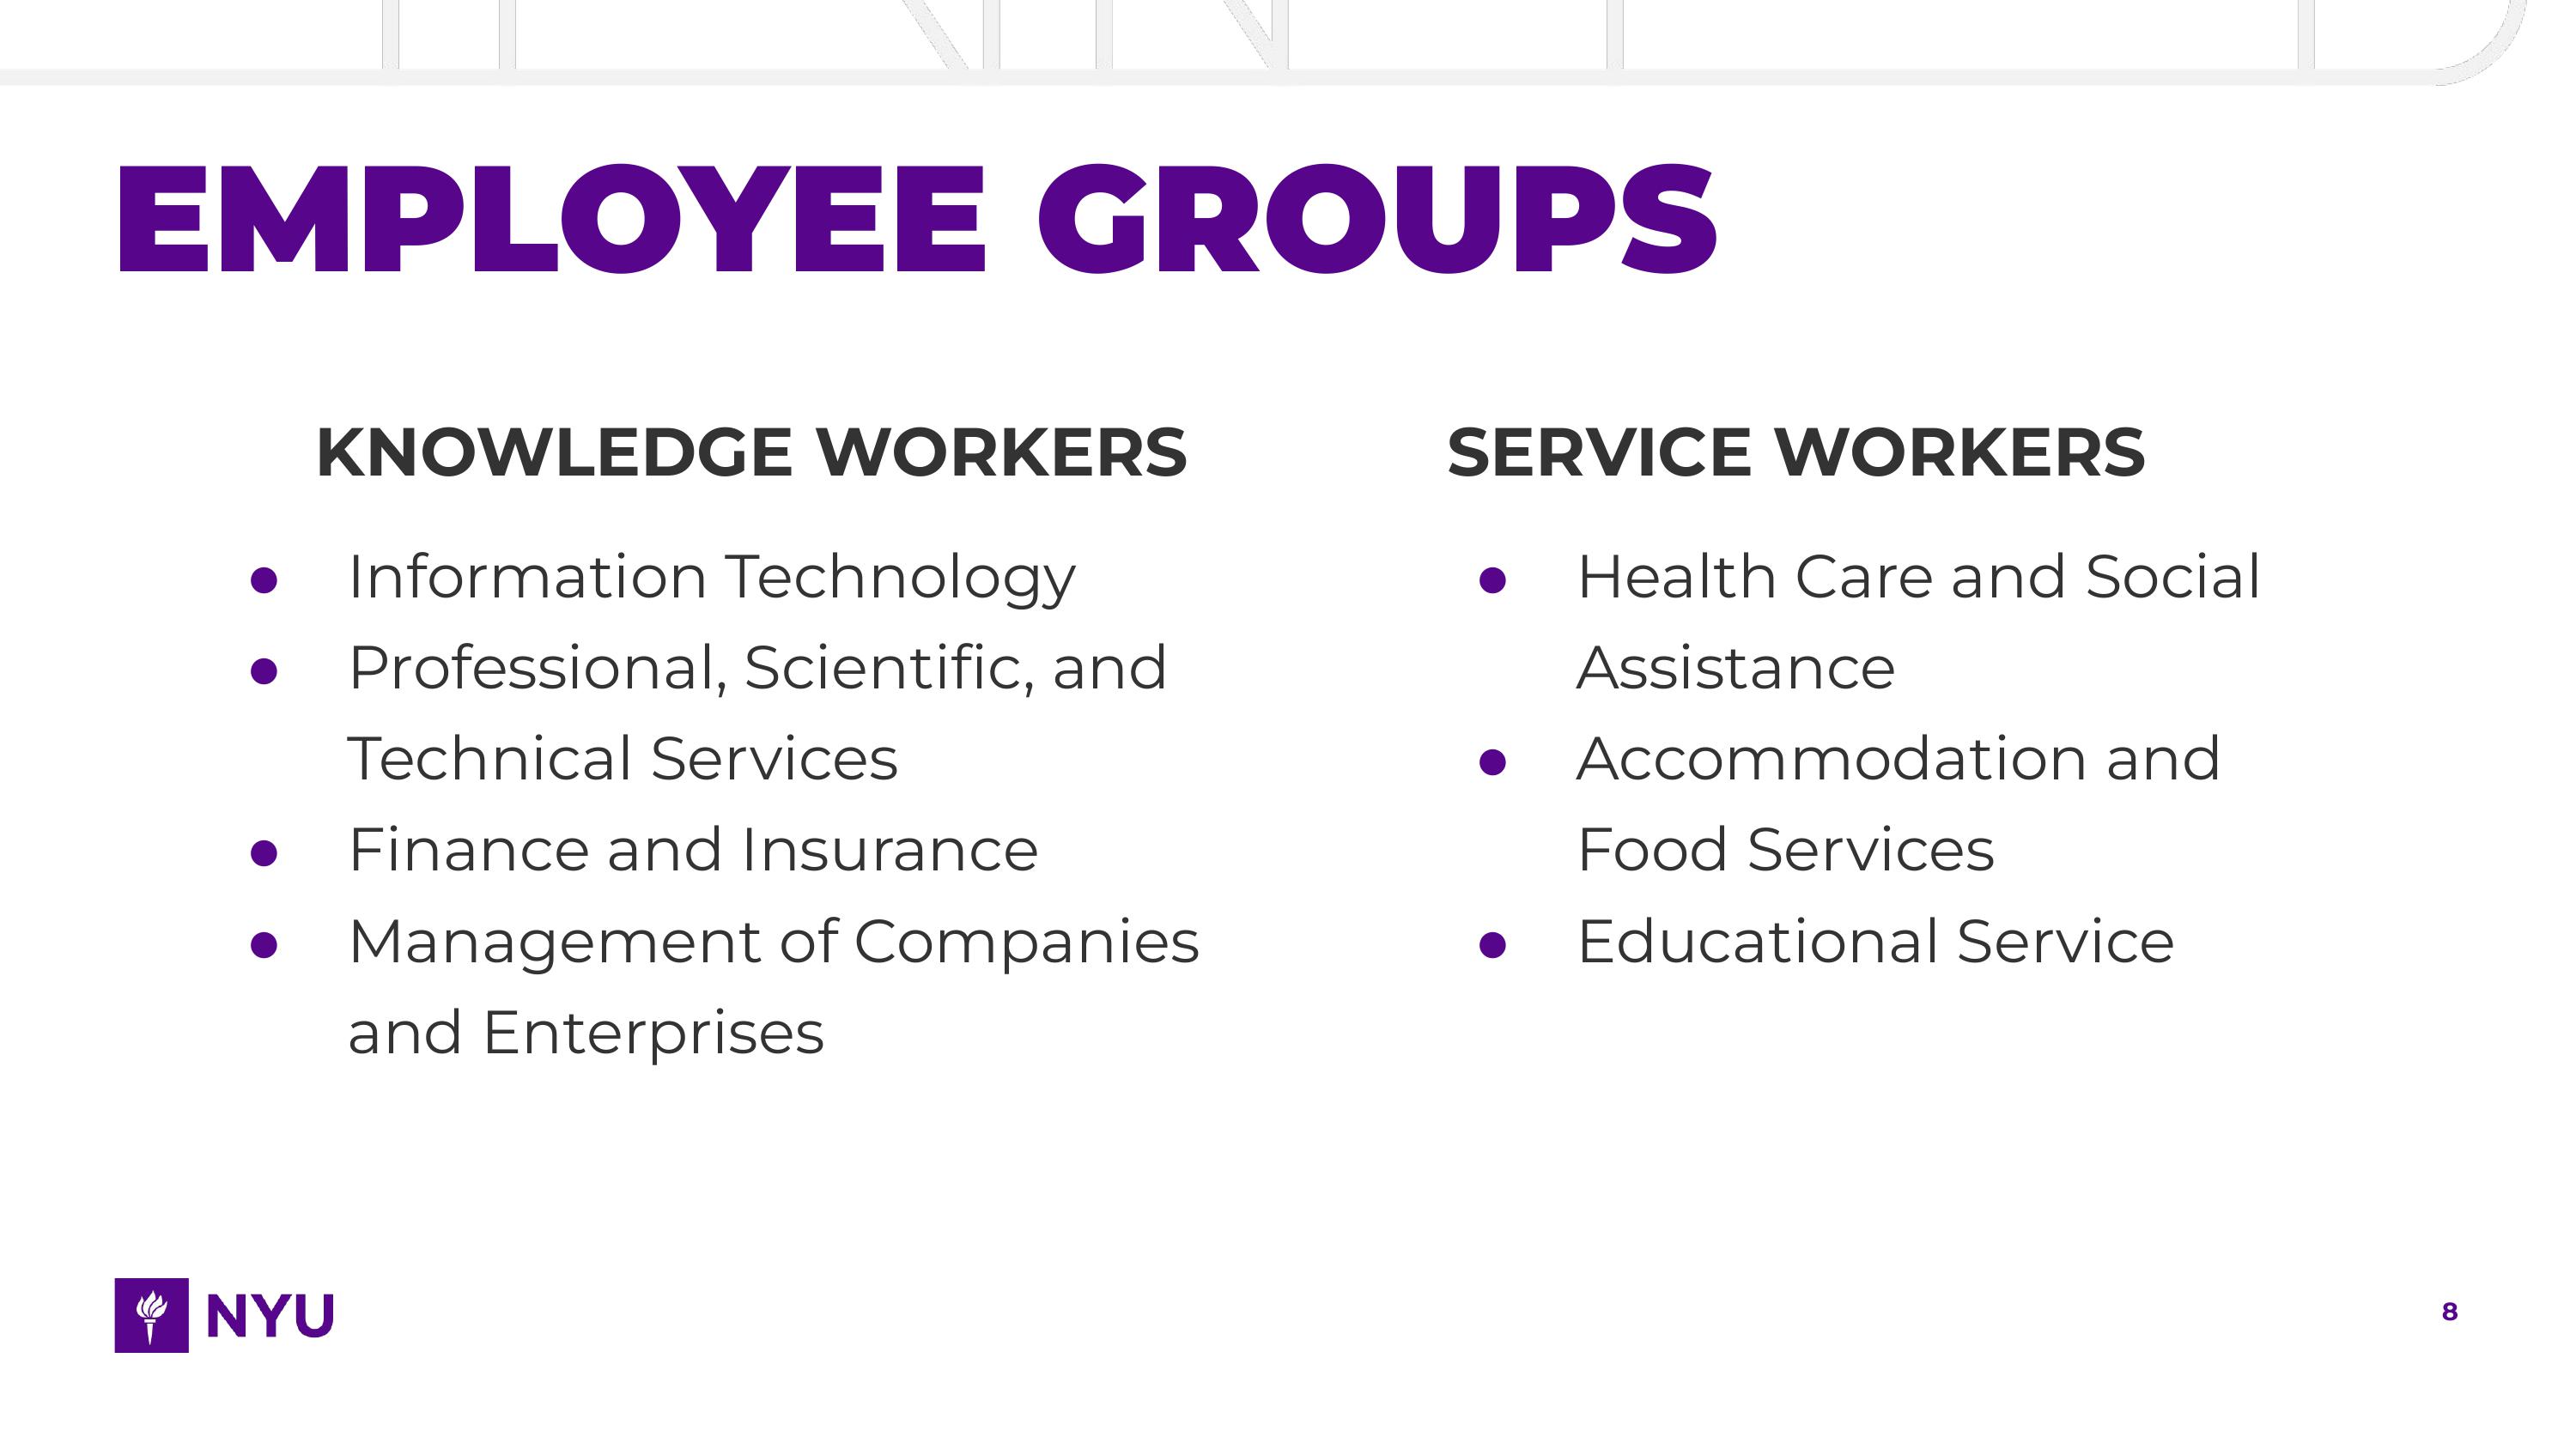 EMPLOYEE GROUPS
KNOWLEDGE WORKERS
Information Technology
Professional, Scientific, and
Technical Services
Finance and Insurance
Management of Companies
and Enterprises
SERVICE WORKERS
Health Care and Social
Assistance
Accommodation and
Food Services
Educational Service
NYU
8